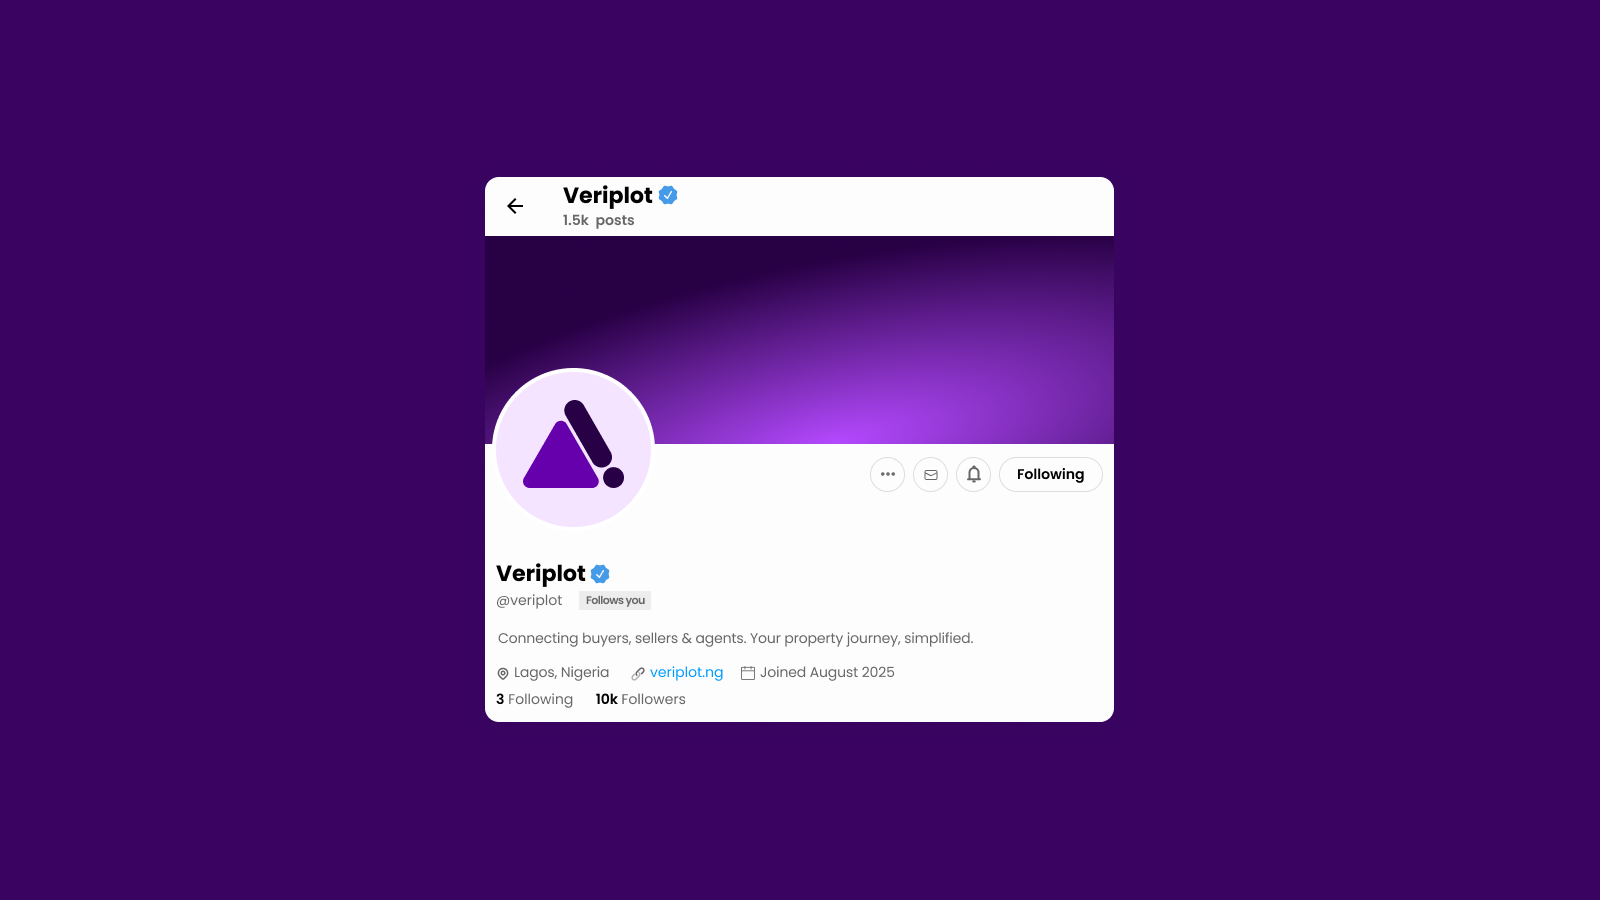 Veriplot
1.5k posts
Following
Veriplot
@veriplot Follows you
Connecting buyers, sellers & agents. Your property journey, simplified.
Lagos, Nigeria veriplot.ng Joined August 2025
3 Following 10k Followers